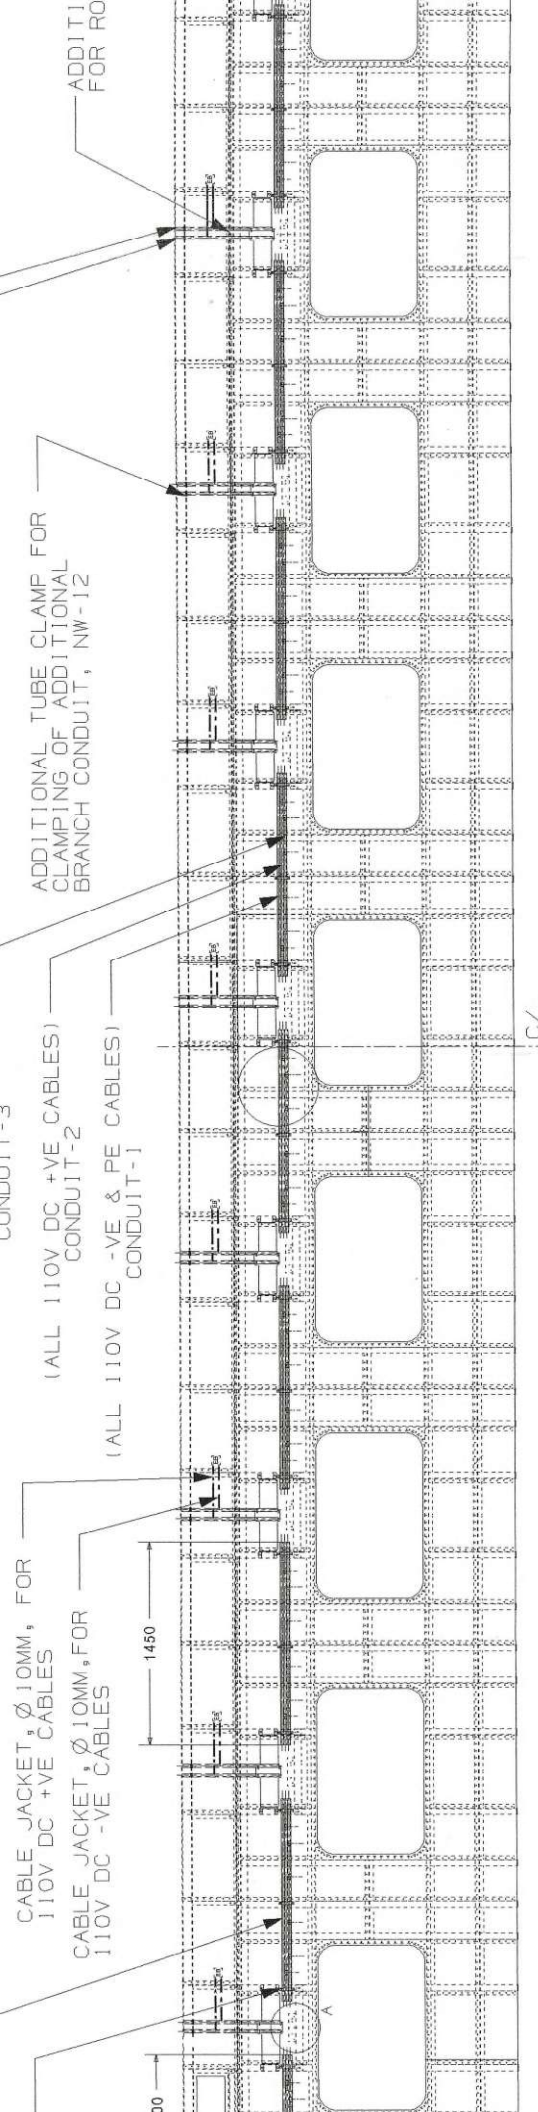 ADDITI
FOR RO
ADDITIONAL TUBE CLAMP FOR
CLAMPING OF ADDITIONAL
BRANCH CONDUIT, NW-12
CONDUIT-3
(ALL 110V DC +VE CABLES)
CONDUIT-2
(ALL 110V DC -VE & PE CABLES)
CONDUIT-1
CABLE JACKET, Ø 10MM, FOR
110V DC +VE CABLES
CABLE JACKET, Ø 10MM, FOR
110V DC -VE CABLES
1450
00
A
C/